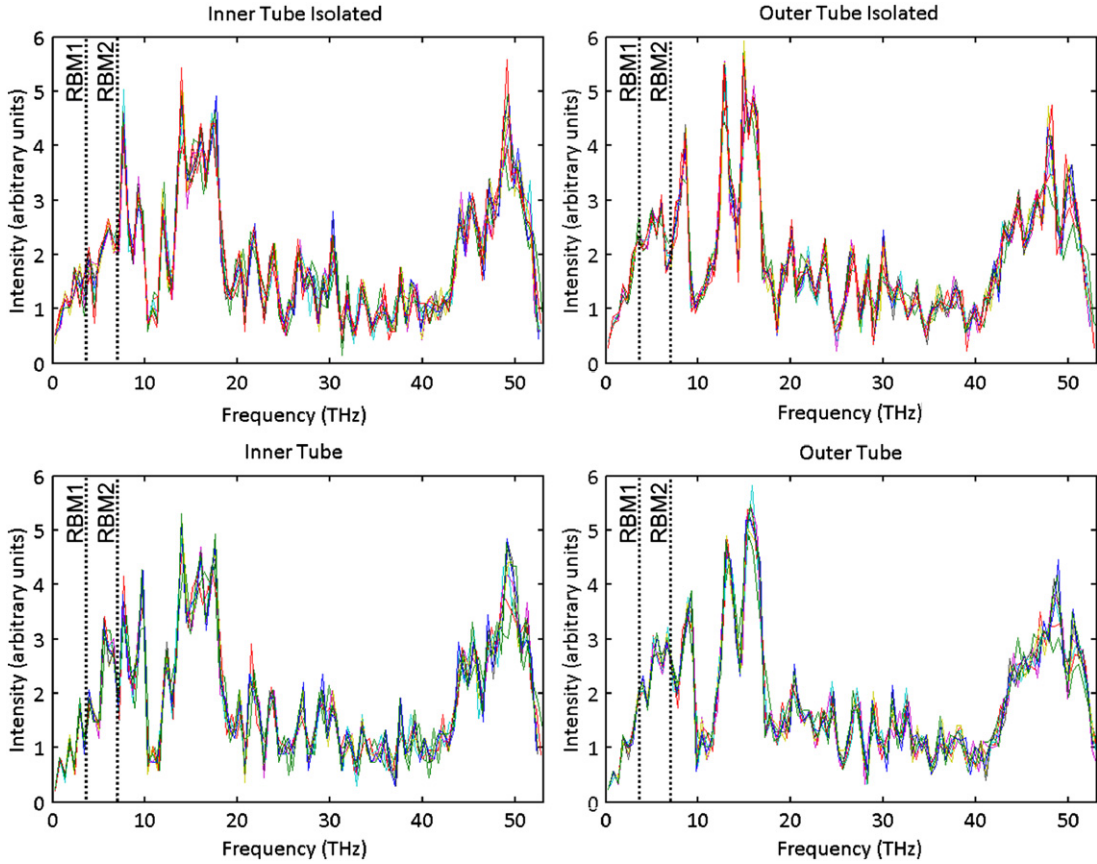 Inner Tube Isolated
6
5
4
3
2
1
0
Intensity (arbitrary units)
RBM1
RBM2
0 10 20 30 40 50
Frequency (THz)
Outer Tube Isolated
6
5
4
3
2
1
0
Intensity (arbitrary units)
RBM1
RBM2
0 10 20 30 40 50
Frequency (THz)
Inner Tube
6
5
4
3
2
1
0
Intensity (arbitrary units)
RBM1
RBM2
0 10 20 30 40 50
Frequency (THz)
Outer Tube
6
5
4
3
2
1
0
Intensity (arbitrary units)
RBM1
RBM2
0 10 20 30 40 50
Frequency (THz)